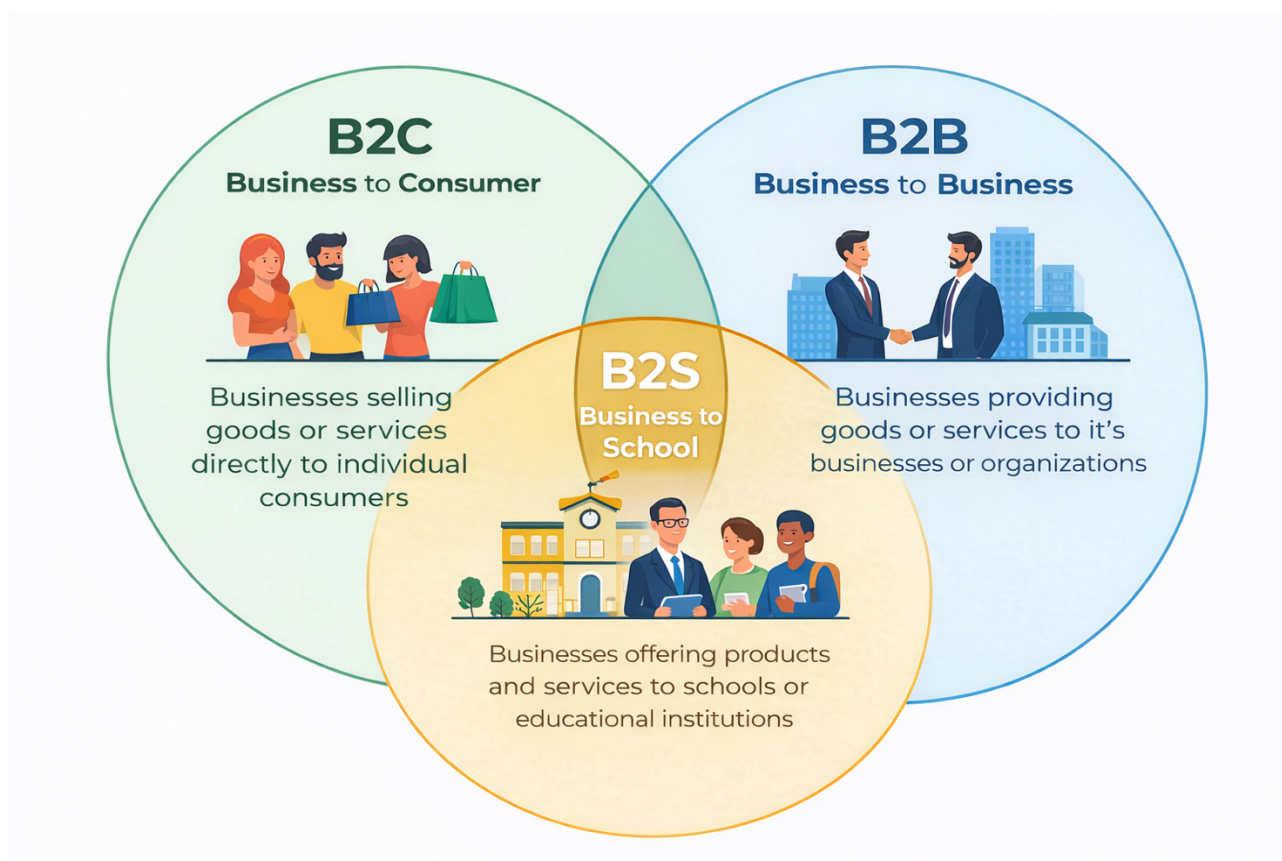 B2C
Business to Consumer
Businesses selling
goods or services
directly to individual
consumers
B2B
Business to Business
Businesses providing
goods or services to it's
businesses or organizations
B2S
Business to
School
Businesses offering products
and services to schools or
educational institutions